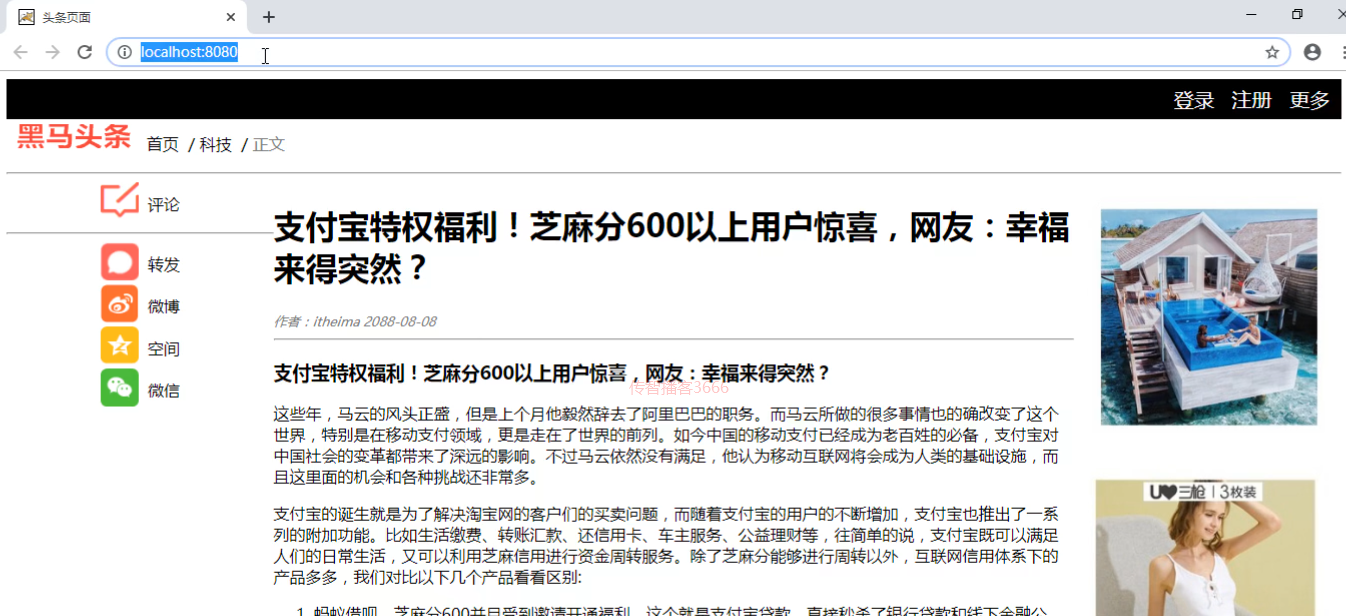 头条页面
localhost:8080
登录 注册 更多
黑马头条 首页 / 科技 / 正文
评论
转发
微博
空间
微信
支付宝特权福利！芝麻分600以上用户惊喜，网友：幸福
来得突然？
作者：itheima 2088-08-08
支付宝特权福利！芝麻分600以上用户惊喜，网友：幸福来得突然？
传智播客3666
这些年，马云的风头正盛，但是上个月他毅然辞去了阿里巴巴的职务。而马云所做的很多事情也的确改变了这个
世界，特别是在移动支付领域，更是走在了世界的前列。如今中国的移动支付已经成为老百姓的必备，支付宝对
中国社会的变革都带来了深远的影响。不过马云依然没有满足，他认为移动互联网将会成为人类的基础设施，而
且这里面的机会和各种挑战还非常多。
支付宝的诞生就是为了解决淘宝网的客户们的买卖问题，而随着支付宝的用户的不断增加，支付宝也推出了一系
列的附加功能。比如生活缴费、转账汇款、还信用卡、车主服务、公益理财等，往简单的说，支付宝既可以满足
人们的日常生活，又可以利用芝麻信用进行资金周转服务。除了芝麻分能够进行周转以外，互联网信用体系下的
产品多多，我们对比以下几个产品看看区别:
1. 蚂蚁借呗，芝麻分600并且受到邀请开通福利，这个就是支付宝贷款，直接秒杀了银行贷款和线下金融公
U♥三枪 | 3枚装